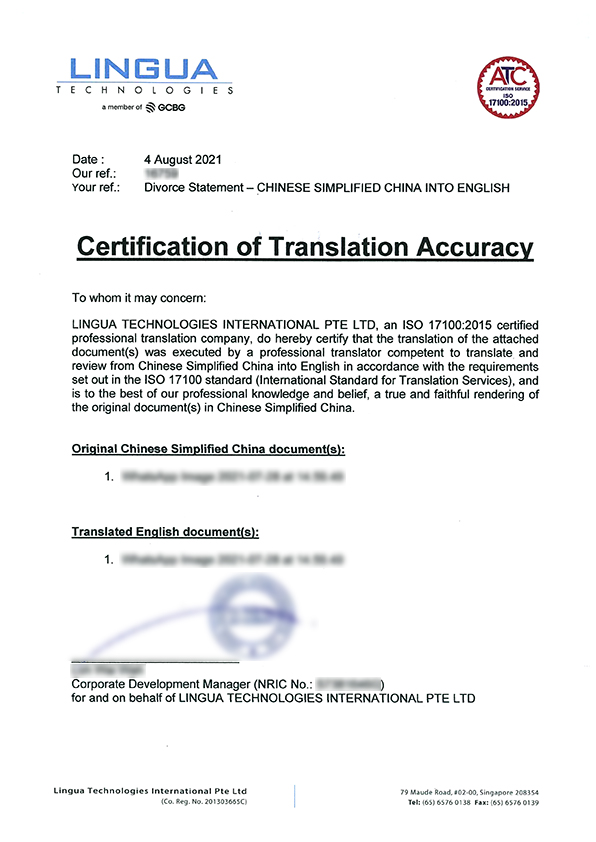 LINGUA
TECHNOLOGIES
a member of GCBG
ATC
CERTIFICATION SERVICE
ISO
17100:2015
Date : 4 August 2021
Our ref.:
Your ref.: Divorce Statement – CHINESE SIMPLIFIED CHINA INTO ENGLISH
Certification of Translation Accuracy
To whom it may concern:
LINGUA TECHNOLOGIES INTERNATIONAL PTE LTD, an ISO 17100:2015 certified
professional translation company, do hereby certify that the translation of the attached
document(s) was executed by a professional translator competent to translate and
review from Chinese Simplified China into English in accordance with the requirements
set out in the ISO 17100 standard (International Standard for Translation Services), and
is to the best of our professional knowledge and belief, a true and faithful rendering of
the original document(s) in Chinese Simplified China.
Original Chinese Simplified China document(s):
1.
Translated English document(s):
1.
Corporate Development Manager (NRIC No.: )
for and on behalf of LINGUA TECHNOLOGIES INTERNATIONAL PTE LTD
Lingua Technologies International Pte Ltd
(Co. Reg. No. 201303665C)
79 Maude Road, #02-00, Singapore 208354
Tel: (65) 6576 0138 Fax: (65) 6576 0139